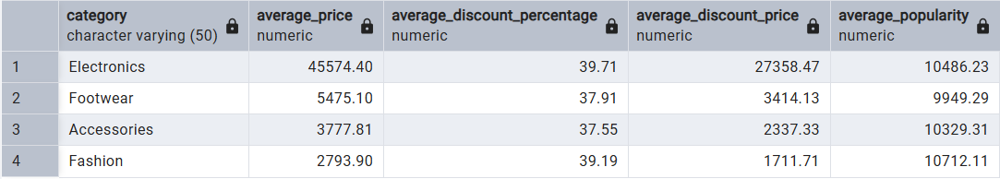 category average_price average_discount_percentage average_discount_price average_popularity
character varying (50) numeric numeric numeric numeric
1 Electronics 45574.40 39.71 27358.47 10486.23
2 Footwear 5475.10 37.91 3414.13 9949.29
3 Accessories 3777.81 37.55 2337.33 10329.31
4 Fashion 2793.90 39.19 1711.71 10712.11